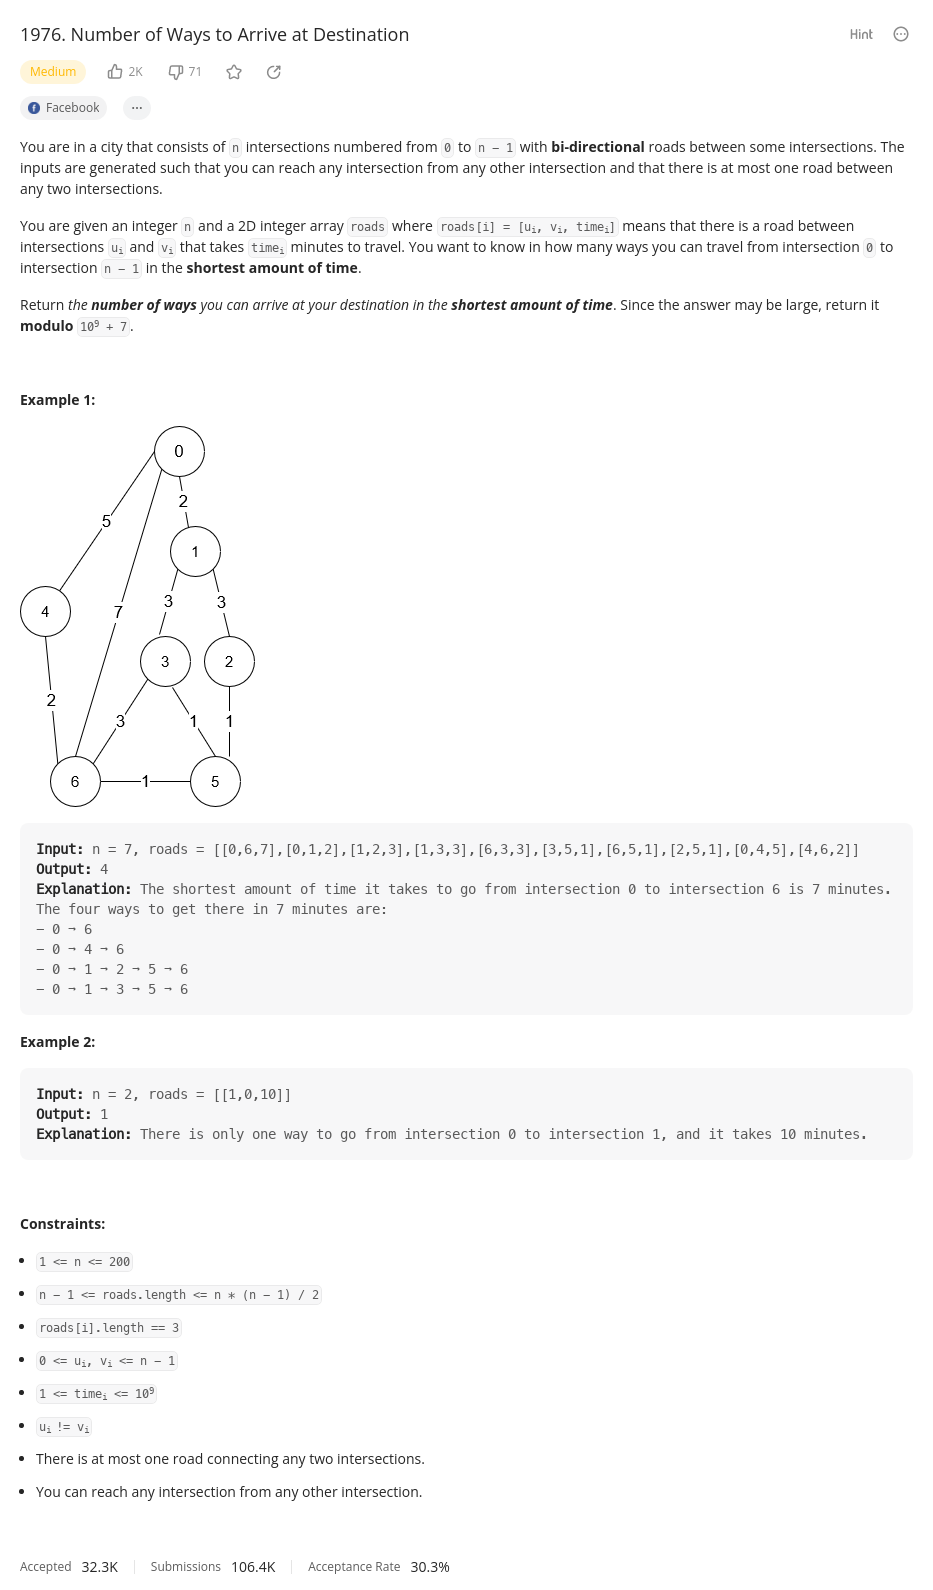 1976. Number of Ways to Arrive at Destination
Hint
Medium 2K 71
Facebook ...
You are in a city that consists of n intersections numbered from 0 to n - 1 with bi-directional roads between some intersections. The
inputs are generated such that you can reach any intersection from any other intersection and that there is at most one road between
any two intersections.
You are given an integer n and a 2D integer array roads where roads[i] = [ui, vi, timei] means that there is a road between
intersections ui and vi that takes timei minutes to travel. You want to know in how many ways you can travel from intersection 0 to
intersection n - 1 in the shortest amount of time.
Return the number of ways you can arrive at your destination in the shortest amount of time. Since the answer may be large, return it
modulo 10⁹ + 7.
Example 1:
0
2
5
1
3 3
4 7
3 2
2
3 1 1
6 1 5
Input: n = 7, roads = [[0,6,7],[0,1,2],[1,2,3],[1,3,3],[6,3,3],[3,5,1],[6,5,1],[2,5,1],[0,4,5],[4,6,2]]
Output: 4
Explanation: The shortest amount of time it takes to go from intersection 0 to intersection 6 is 7 minutes.
The four ways to get there in 7 minutes are:
- 0 → 6
- 0 → 4 → 6
- 0 → 1 → 2 → 5 → 6
- 0 → 1 → 3 → 5 → 6
Example 2:
Input: n = 2, roads = [[1,0,10]]
Output: 1
Explanation: There is only one way to go from intersection 0 to intersection 1, and it takes 10 minutes.
Constraints:
• 1 <= n <= 200
• n - 1 <= roads.length <= n * (n - 1) / 2
• roads[i].length == 3
• 0 <= ui, vi <= n - 1
• 1 <= timei <= 10⁹
• ui != vi
• There is at most one road connecting any two intersections.
• You can reach any intersection from any other intersection.
Accepted 32.3K Submissions 106.4K Acceptance Rate 30.3%